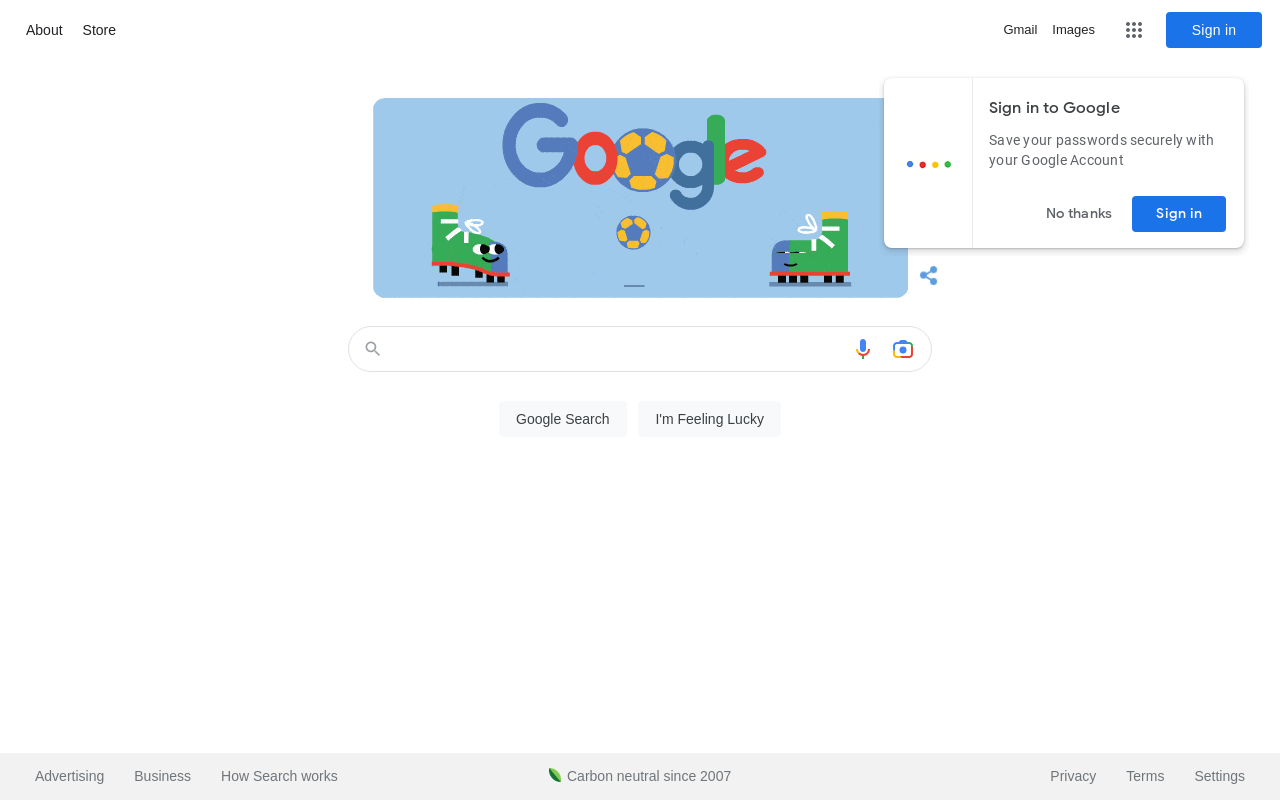 About Store
Gmail Images
Sign in
Google
Sign in to Google
Save your passwords securely with
your Google Account
No thanks
Sign in
Google Search
I'm Feeling Lucky
Advertising Business How Search works
Carbon neutral since 2007
Privacy Terms Settings